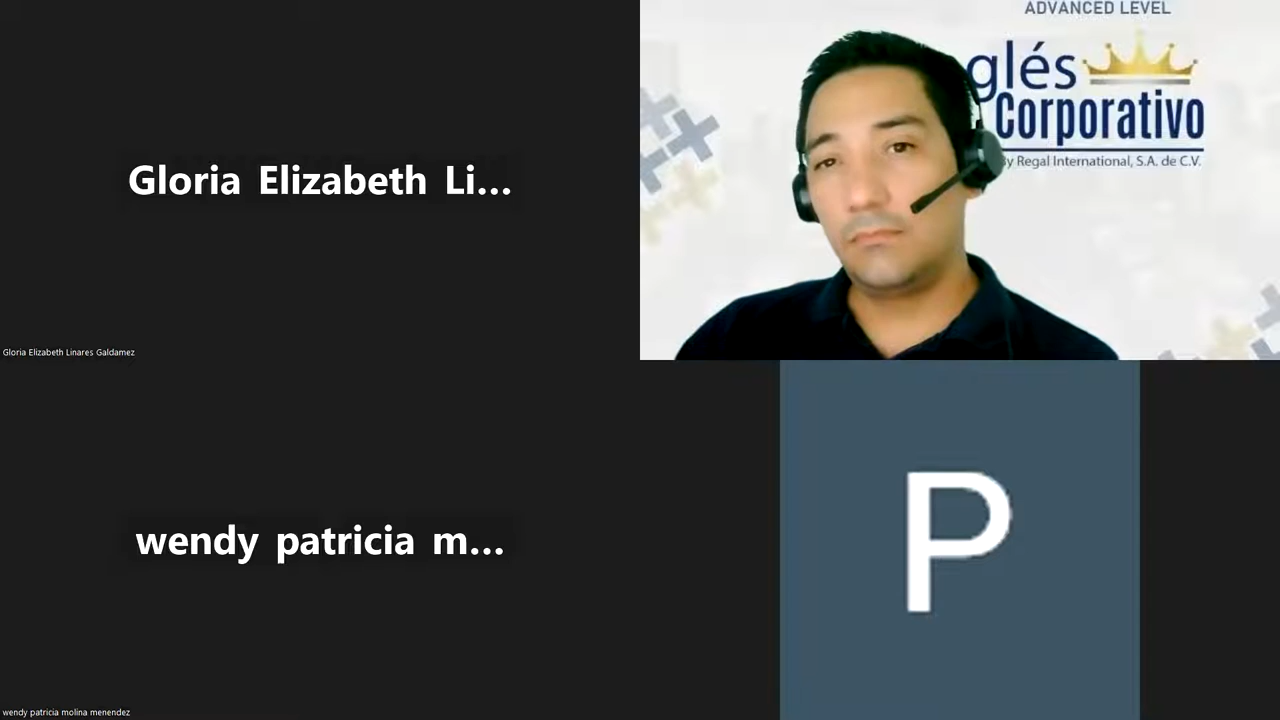 Gloria Elizabeth Li...
Gloria Elizabeth Linares Galdamez
ADVANCED LEVEL
glés
Corporativo
By Regal International, S.A. de C.V.
wendy patricia m...
wendy patricia molina menendez
P